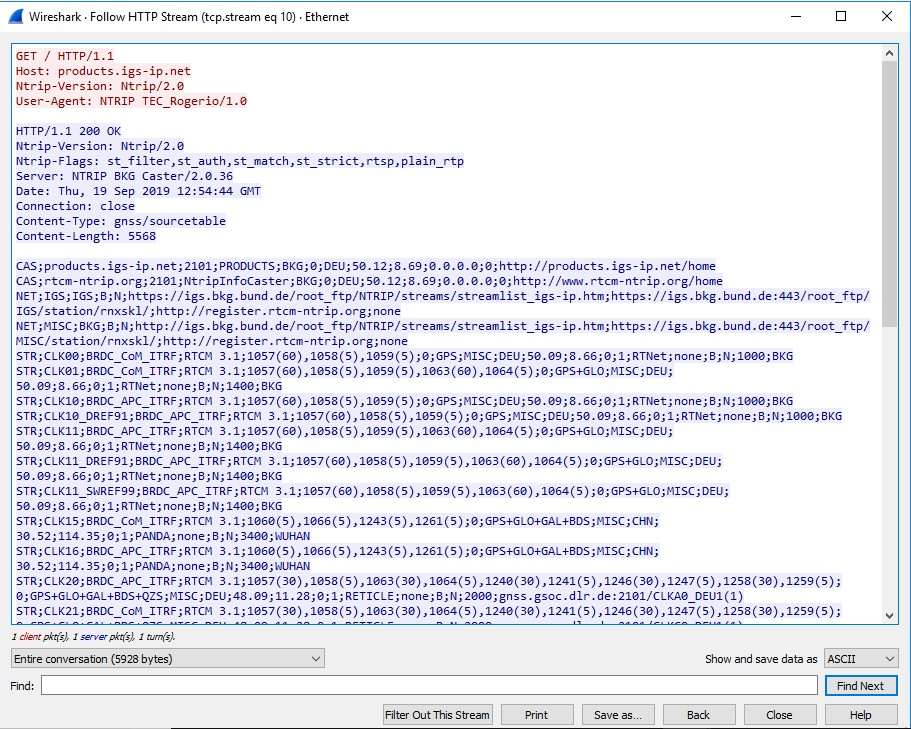 Wireshark · Follow HTTP Stream (tcp.stream eq 10) · Ethernet
GET / HTTP/1.1
Host: products.igs-ip.net
Ntrip-Version: Ntrip/2.0
User-Agent: NTRIP TEC_Rogerio/1.0
HTTP/1.1 200 OK
Ntrip-Version: Ntrip/2.0
Ntrip-Flags: st_filter,st_auth,st_match,st_strict,rtsp,plain_rtp
Server: NTRIP BKG Caster/2.0.36
Date: Thu, 19 Sep 2019 12:54:44 GMT
Connection: close
Content-Type: gnss/sourcetable
Content-Length: 5568
CAS;products.igs-ip.net;2101;PRODUCTS;BKG;0;DEU;50.12;8.69;0.0.0.0;0;http://products.igs-ip.net/home
CAS;rtcm-ntrip.org;2101;NtripInfoCaster;BKG;0;DEU;50.12;8.69;0.0.0.0;0;http://www.rtcm-ntrip.org/home
NET;IGS;IGS;B;N;https://igs.bkg.bund.de/root_ftp/NTRIP/streams/streamlist_igs-ip.htm;https://igs.bkg.bund.de:443/root_ftp/
IGS/station/rnxskl/;http://register.rtcm-ntrip.org;none
NET;MISC;BKG;B;N;http://igs.bkg.bund.de/root_ftp/NTRIP/streams/streamlist_igs-ip.htm;https://igs.bkg.bund.de:443/root_ftp/
MISC/station/rnxskl/;http://register.rtcm-ntrip.org;none
STR;CLK00;BRDC_CoM_ITRF;RTCM 3.1;1057(60),1058(5),1059(5);0;GPS;MISC;DEU;50.09;8.66;0;1;RTNet;none;B;N;1000;BKG
STR;CLK01;BRDC_CoM_ITRF;RTCM 3.1;1057(60),1058(5),1059(5),1063(60),1064(5);0;GPS+GLO;MISC;DEU;
50.09;8.66;0;1;RTNet;none;B;N;1400;BKG
STR;CLK10;BRDC_APC_ITRF;RTCM 3.1;1057(60),1058(5),1059(5);0;GPS;MISC;DEU;50.09;8.66;0;1;RTNet;none;B;N;1000;BKG
STR;CLK10_DREF91;BRDC_APC_ITRF;RTCM 3.1;1057(60),1058(5),1059(5);0;GPS;MISC;DEU;50.09;8.66;0;1;RTNet;none;B;N;1000;BKG
STR;CLK11;BRDC_APC_ITRF;RTCM 3.1;1057(60),1058(5),1059(5),1063(60),1064(5);0;GPS+GLO;MISC;DEU;
50.09;8.66;0;1;RTNet;none;B;N;1400;BKG
STR;CLK11_DREF91;BRDC_APC_ITRF;RTCM 3.1;1057(60),1058(5),1059(5),1063(60),1064(5);0;GPS+GLO;MISC;DEU;
50.09;8.66;0;1;RTNet;none;B;N;1400;BKG
STR;CLK11_SWREF99;BRDC_APC_ITRF;RTCM 3.1;1057(60),1058(5),1059(5),1063(60),1064(5);0;GPS+GLO;MISC;DEU;
50.09;8.66;0;1;RTNet;none;B;N;1400;BKG
STR;CLK15;BRDC_CoM_ITRF;RTCM 3.1;1060(5),1066(5),1243(5),1261(5);0;GPS+GLO+GAL+BDS;MISC;CHN;
30.52;114.35;0;1;PANDA;none;B;N;3400;WUHAN
STR;CLK16;BRDC_APC_ITRF;RTCM 3.1;1060(5),1066(5),1243(5),1261(5);0;GPS+GLO+GAL+BDS;MISC;CHN;
30.52;114.35;0;1;PANDA;none;B;N;3400;WUHAN
STR;CLK20;BRDC_APC_ITRF;RTCM 3.1;1057(30),1058(5),1063(30),1064(5),1240(30),1241(5),1246(30),1247(5),1258(30),1259(5);
0;GPS+GLO+GAL+BDS+QZS;MISC;DEU;48.09;11.28;0;1;RETICLE;none;B;N;2000;gnss.gsoc.dlr.de:2101/CLKA0_DEU1(1)
STR;CLK21;BRDC_APC_ITRF;RTCM 3.1;1057(30),1058(5),1063(30),1064(5),1240(30),1241(5),1246(30),1247(5),1258(30),1259(5);
1 client pkt(s), 1 server pkt(s), 1 turn(s).
Entire conversation (5928 bytes)
Show and save data as ASCII
Find: Find Next
Filter Out This Stream Print Save as... Back Close Help